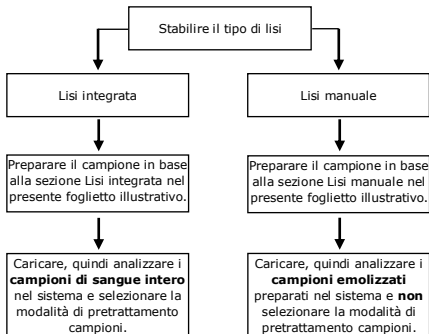 Stabilire il tipo di lisi
Lisi integrata
Lisi manuale
Preparare il campione in base
alla sezione Lisi integrata nel
presente foglietto illustrativo.
Preparare il campione in base
alla sezione Lisi manuale nel
presente foglietto illustrativo.
Caricare, quindi analizzare i
campioni di sangue intero
nel sistema e selezionare la
modalità di pretrattamento
campioni.
Caricare, quindi analizzare i
campioni emolizzati
preparati nel sistema e non
selezionare la modalità di
pretrattamento campioni.